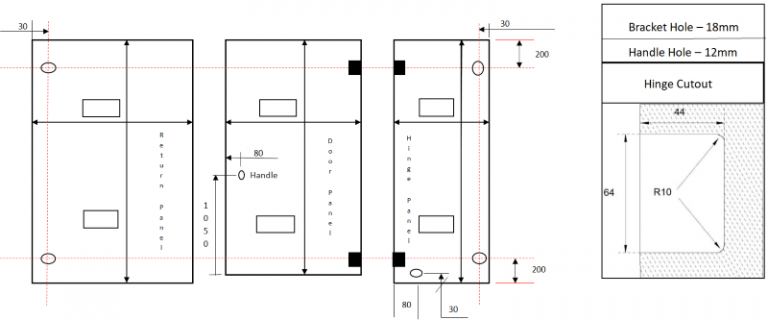 30
30
200
Return Panel
80
Handle
1050
Door Panel
Hinge Panel
200
80
30
Bracket Hole – 18mm
Handle Hole – 12mm
Hinge Cutout
44
64
R10